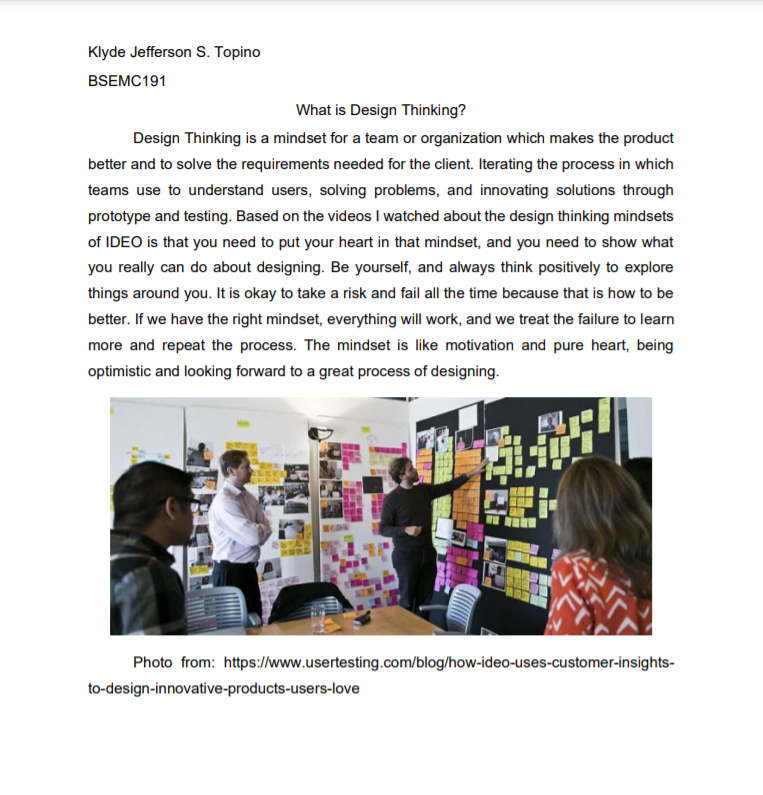 Klyde Jefferson S. Topino
BSEMC191
What is Design Thinking?
Design Thinking is a mindset for a team or organization which makes the product
better and to solve the requirements needed for the client. Iterating the process in which
teams use to understand users, solving problems, and innovating solutions through
prototype and testing. Based on the videos I watched about the design thinking mindsets
of IDEO is that you need to put your heart in that mindset, and you need to show what
you really can do about designing. Be yourself, and always think positively to explore
things around you. It is okay to take a risk and fail all the time because that is how to be
better. If we have the right mindset, everything will work, and we treat the failure to learn
more and repeat the process. The mindset is like motivation and pure heart, being
optimistic and looking forward to a great process of designing.
Photo from: https://www.usertesting.com/blog/how-ideo-uses-customer-insights-
to-design-innovative-products-users-love